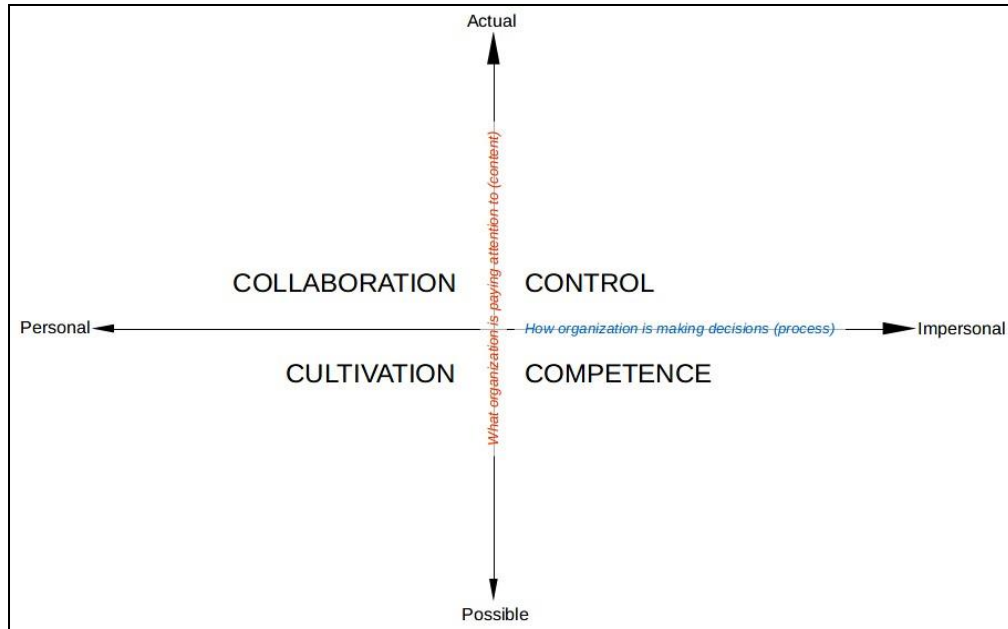 Actual
What organization is paying attention to (content)
COLLABORATION
CONTROL
Personal
How organization is making decisions (process)
Impersonal
CULTIVATION
COMPETENCE
Possible